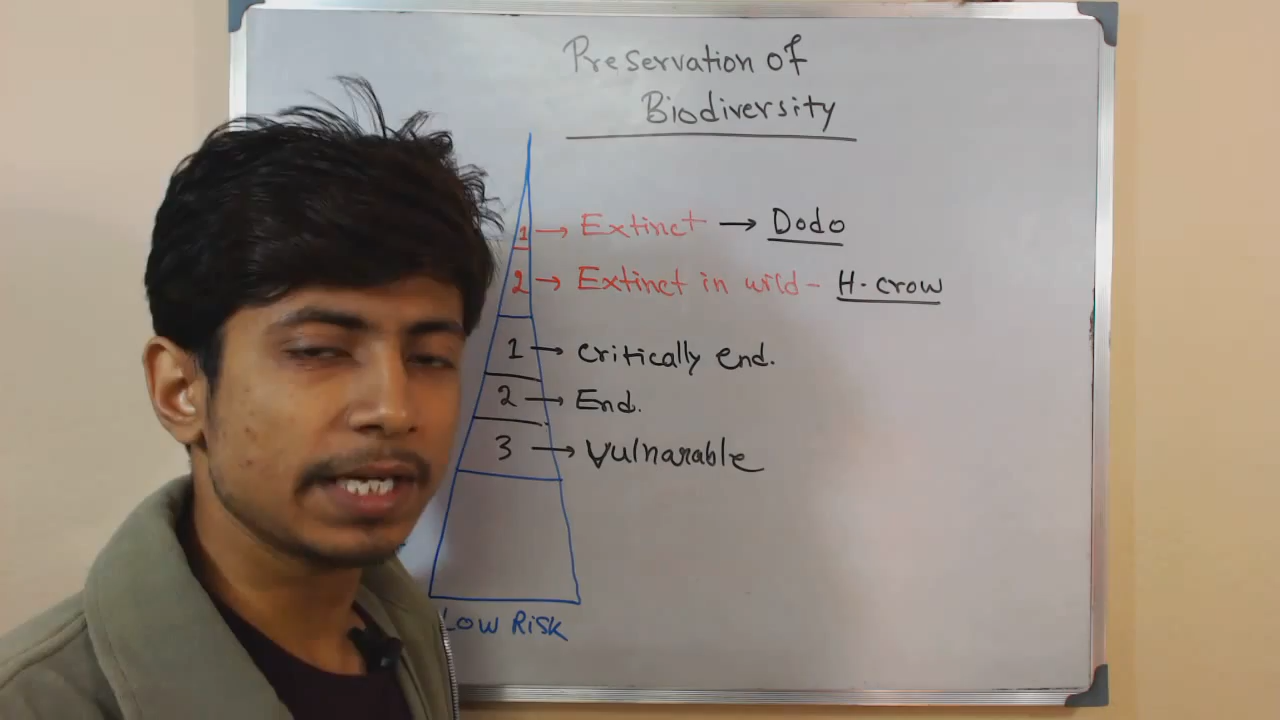 Preservation of
Biodiversity
1 → Extinct → Dodo
2 → Extinct in wild - H. crow
1 → critically end.
2 → End.
3 → Vulnarable
Low Risk